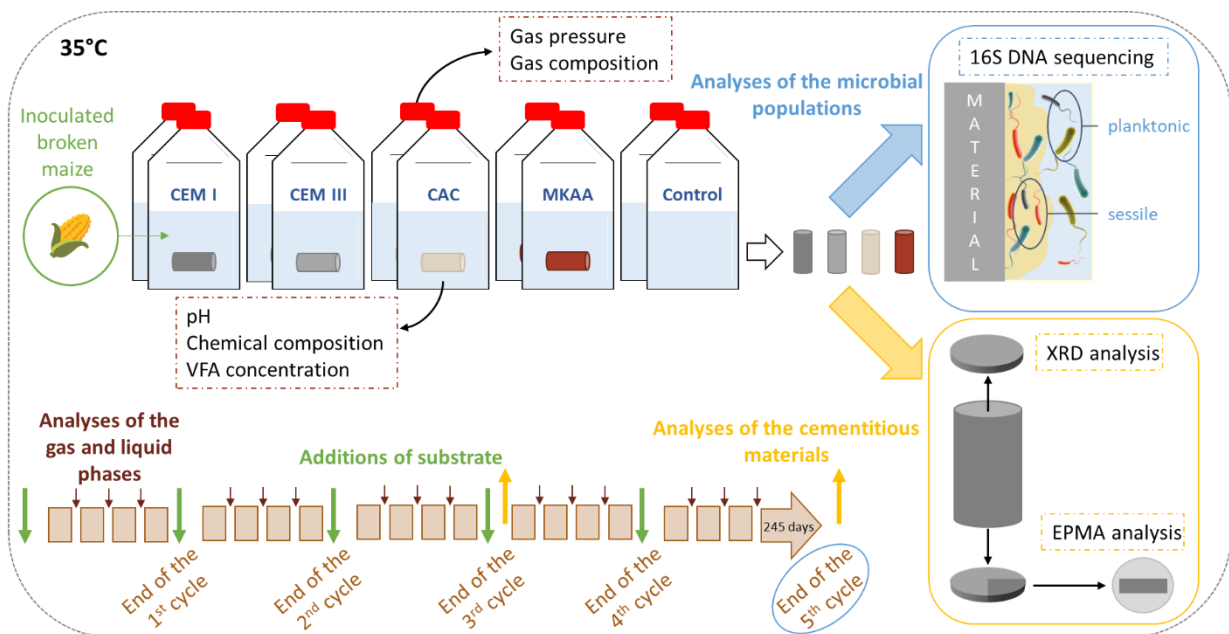 35°C
Gas pressure
Gas composition
Inoculated
broken
maize
CEM I
CEM III
CAC
MKAA
Control
pH
Chemical composition
VFA concentration
Analyses of the microbial
populations
16S DNA sequencing
MATERIAL
planktonic
sessile
XRD analysis
EPMA analysis
Analyses of the
gas and liquid
phases
Additions of substrate
Analyses of the cementitious
materials
245 days
End of the
1st cycle
End of the
2nd cycle
End of the
3rd cycle
End of the
4th cycle
End of the
5th cycle